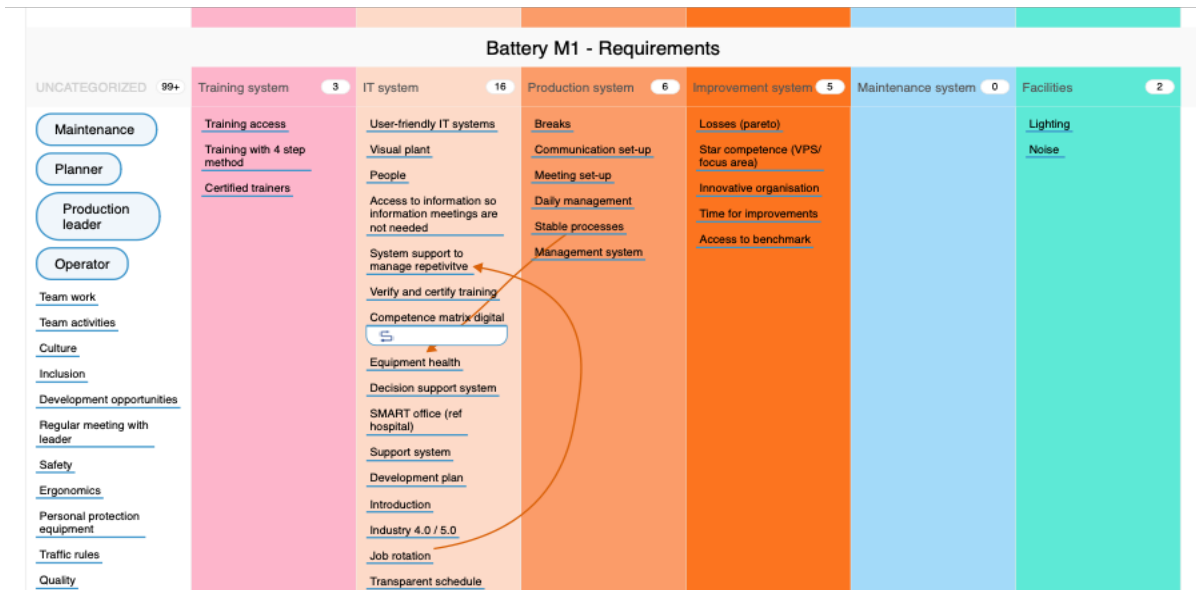 Battery M1 - Requirements
UNCATEGORIZED 99+
Training system 3
IT system 16
Production system 6
Improvement system 5
Maintenance system 0
Facilities 2
Maintenance
Planner
Production
leader
Operator
Team work
Team activities
Culture
Inclusion
Development opportunities
Regular meeting with
leader
Safety
Ergonomics
Personal protection
equipment
Traffic rules
Quality
Training access
Training with 4 step
method
Certified trainers
User-friendly IT systems
Visual plant
People
Access to information so
information meetings are
not needed
System support to
manage repetivitve
Verify and certify training
Competence matrix digital
Equipment health
Decision support system
SMART office (ref
hospital)
Support system
Development plan
Introduction
Industry 4.0 / 5.0
Job rotation
Transparent schedule
Breaks
Communication set-up
Meeting set-up
Daily management
Stable processes
Management system
Losses (pareto)
Star competence (VPS/
focus area)
Innovative organisation
Time for improvements
Access to benchmark
Lighting
Noise